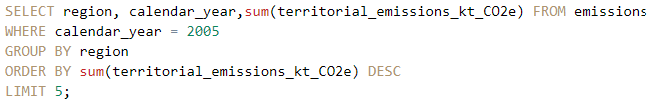 SELECT region, calendar_year,sum(territorial_emissions_kt_CO2e) FROM emissions
WHERE calendar_year = 2005
GROUP BY region
ORDER BY sum(territorial_emissions_kt_CO2e) DESC
LIMIT 5;